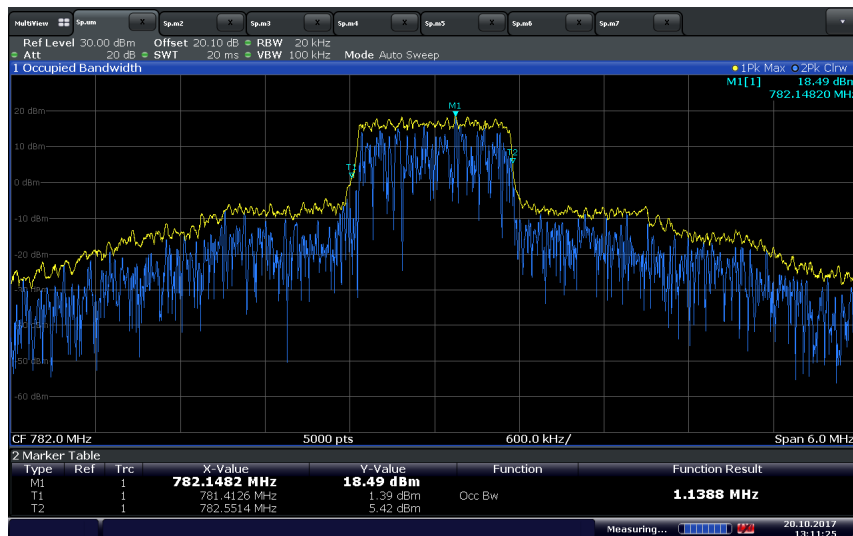 MultiView Sp.um X Sp.m2 X Sp.m3 X Sp.m4 X Sp.m5 X Sp.m6 X Sp.m7 X
Ref Level 30.00 dBm Offset 20.10 dB RBW 20 kHz
Att 20 dB SWT 20 ms VBW 100 kHz Mode Auto Sweep
1 Occupied Bandwidth 1Pk Max 2Pk Clrw
M1[1] 18.49 dBm
782.14820 MHz
M1
20 dBm
10 dBm
T2
T1
0 dBm
-10 dBm
-20 dBm
-50 dBm
-60 dBm
CF 782.0 MHz 5000 pts 600.0 kHz/ Span 6.0 MHz
2 Marker Table
Type Ref Trc X-Value Y-Value Function Function Result
M1 1 782.1482 MHz 18.49 dBm
T1 1 781.4126 MHz 1.39 dBm Occ Bw 1.1388 MHz
T2 1 782.5514 MHz 5.42 dBm
Measuring... 20.10.2017
13:11:25